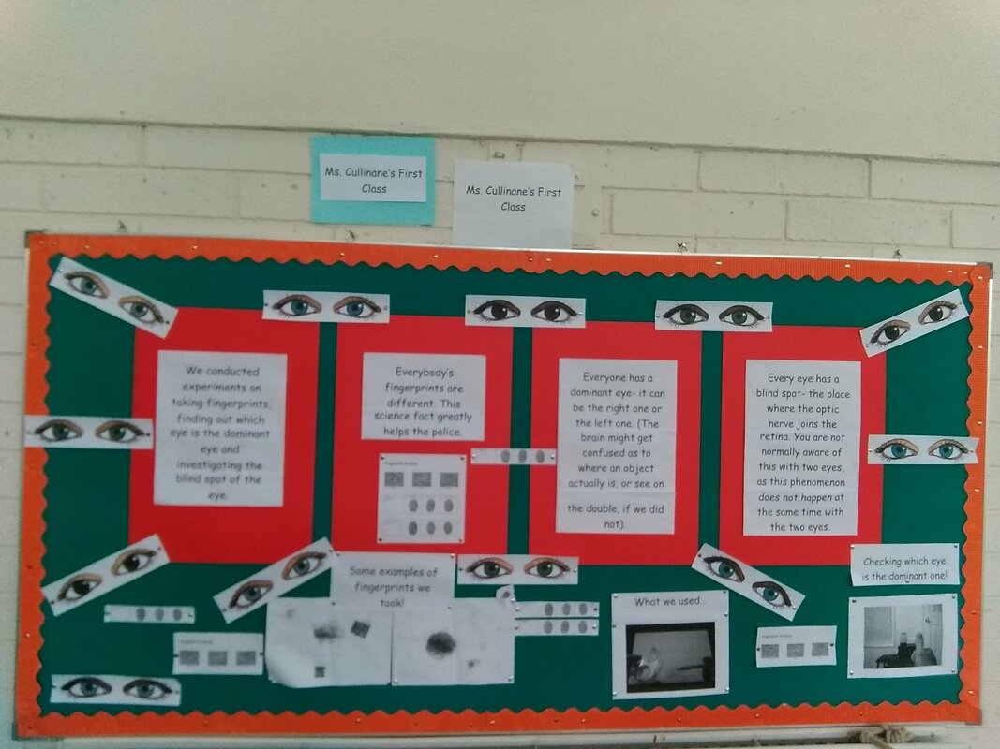 Ms. Cullinane's First
Class
Ms. Cullinane's First
Class
We conducted
experiments on
taking fingerprints,
finding out which
eye is the dominant
eye and
investigating the
blind spot of the
eye.
Everybody's
fingerprints are
different. This
science fact greatly
helps the police.
Everyone has a
dominant eye- it can
be the right one or
the left one. (The
brain might get
confused as to
where an object
actually is, or see on
the double, if we did
not).
Every eye has a
blind spot- the place
where the optic
nerve joins the
retina. You are not
normally aware of
this with two eyes,
as this phenomenon
does not happen at
the same time with
the two eyes.
Some examples of
fingerprints we
took!
What we used...
Checking which eye
is the dominant one!